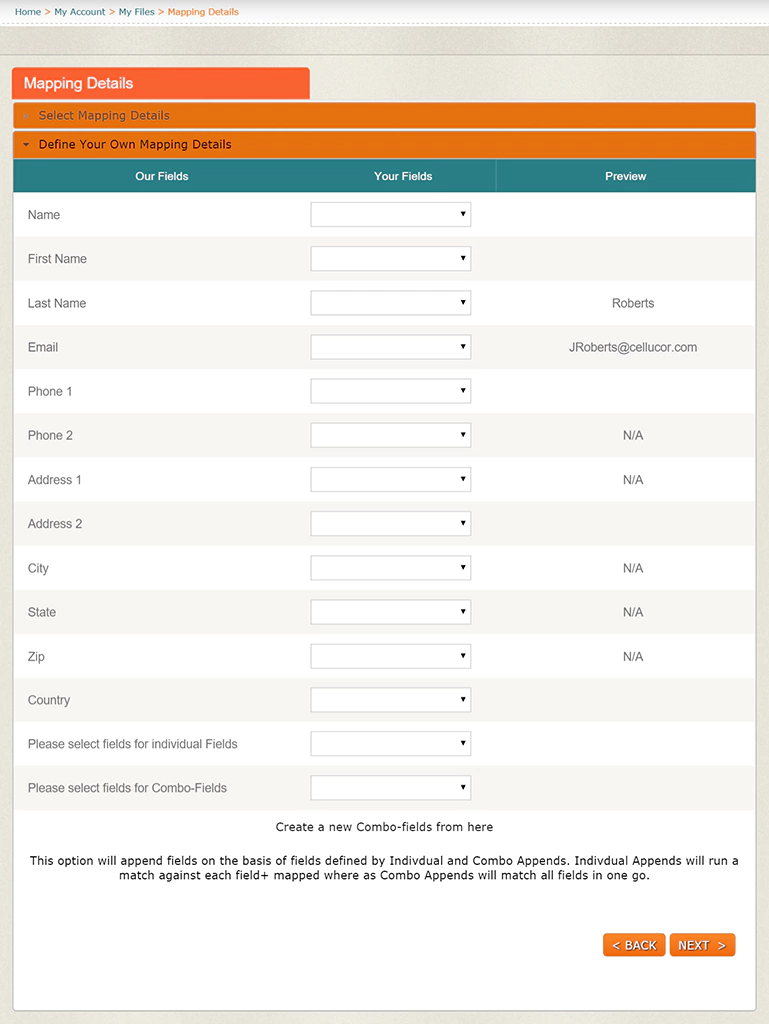 Home > My Account > My Files > Mapping Details
Mapping Details
Select Mapping Details
Define Your Own Mapping Details
Our Fields Your Fields Preview
Name
First Name
Last Name Roberts
Email JRoberts@cellucor.com
Phone 1
Phone 2 N/A
Address 1 N/A
Address 2
City N/A
State N/A
Zip N/A
Country
Please select fields for individual Fields
Please select fields for Combo-Fields
Create a new Combo-fields from here
This option will append fields on the basis of fields defined by Indivdual and Combo Appends. Indivdual Appends will run a
match against each field+ mapped where as Combo Appends will match all fields in one go.
< BACK NEXT >